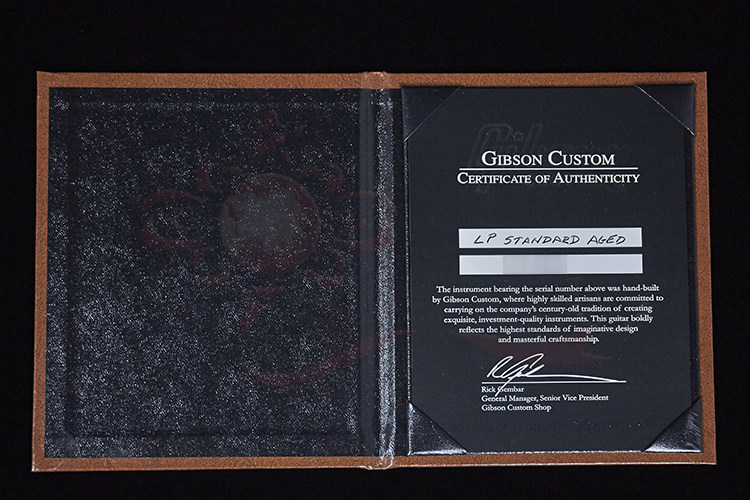 GIBSON CUSTOM
CERTIFICATE OF AUTHENTICITY
LP STANDARD AGED
The instrument bearing the serial number above was hand-built
by Gibson Custom, where highly skilled artisans are committed to
carrying on the company's century-old tradition of creating
exquisite, investment-quality instruments. This guitar boldly
reflects the highest standards of imaginative design
and masterful craftsmanship.
Rick Gembar
General Manager, Senior Vice President
Gibson Custom Shop